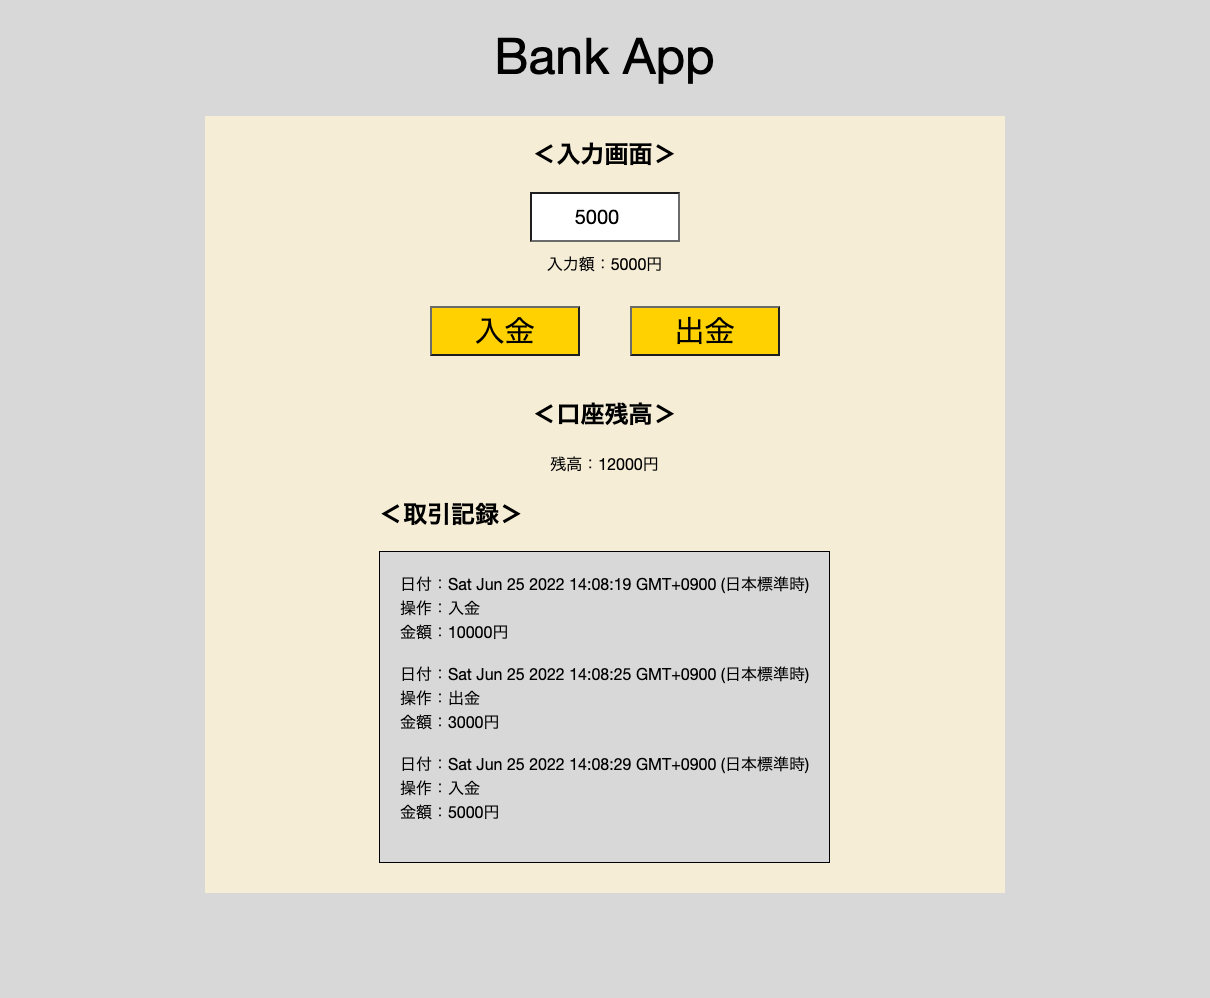 Bank App
＜入力画面＞
5000
入力額：5000円
入金 出金
＜口座残高＞
残高：12000円
＜取引記録＞
日付：Sat Jun 25 2022 14:08:19 GMT+0900 (日本標準時)
操作：入金
金額：10000円
日付：Sat Jun 25 2022 14:08:25 GMT+0900 (日本標準時)
操作：出金
金額：3000円
日付：Sat Jun 25 2022 14:08:29 GMT+0900 (日本標準時)
操作：入金
金額：5000円